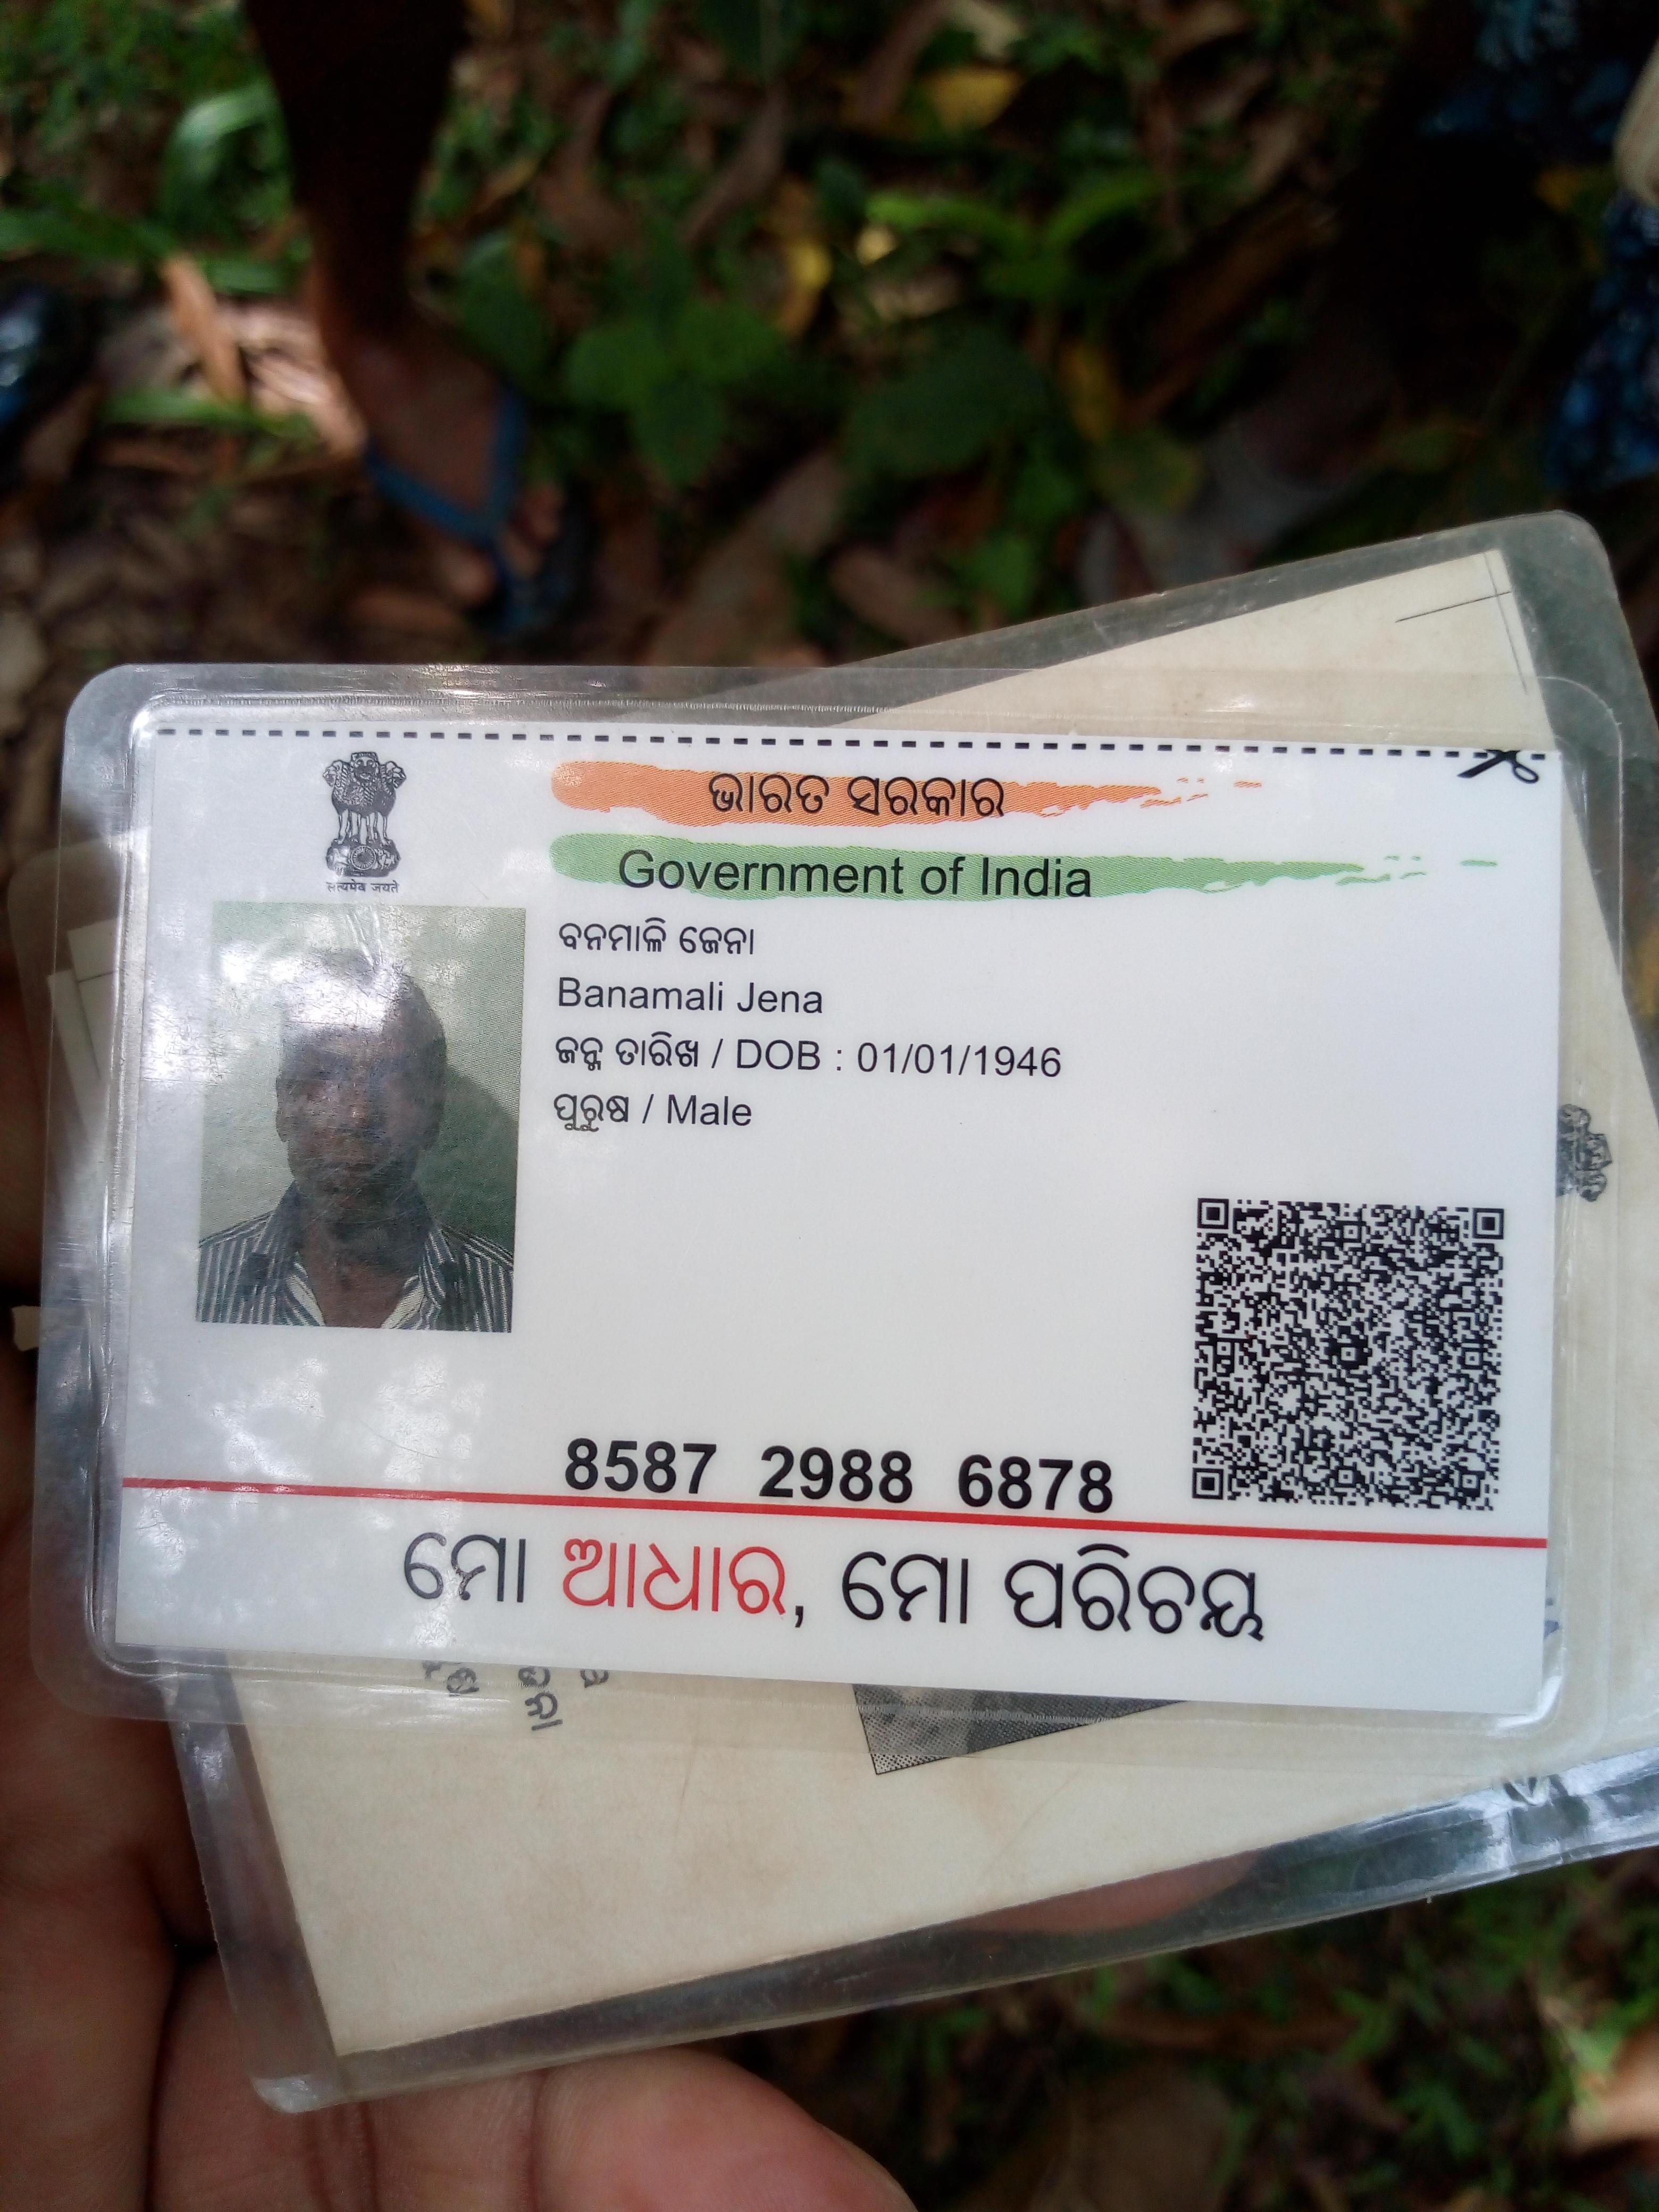 ଭାରତ ସରକାର
Government of India
सत्यमेव जयते
ବନମାଳି ଜେନା
Banamali Jena
ଜନ୍ମ ତାରିଖ / DOB : 01/01/1946
ପୁରୁଷ / Male
8587 2988 6878
ମୋ ଆଧାର, ମୋ ପରିଚୟ